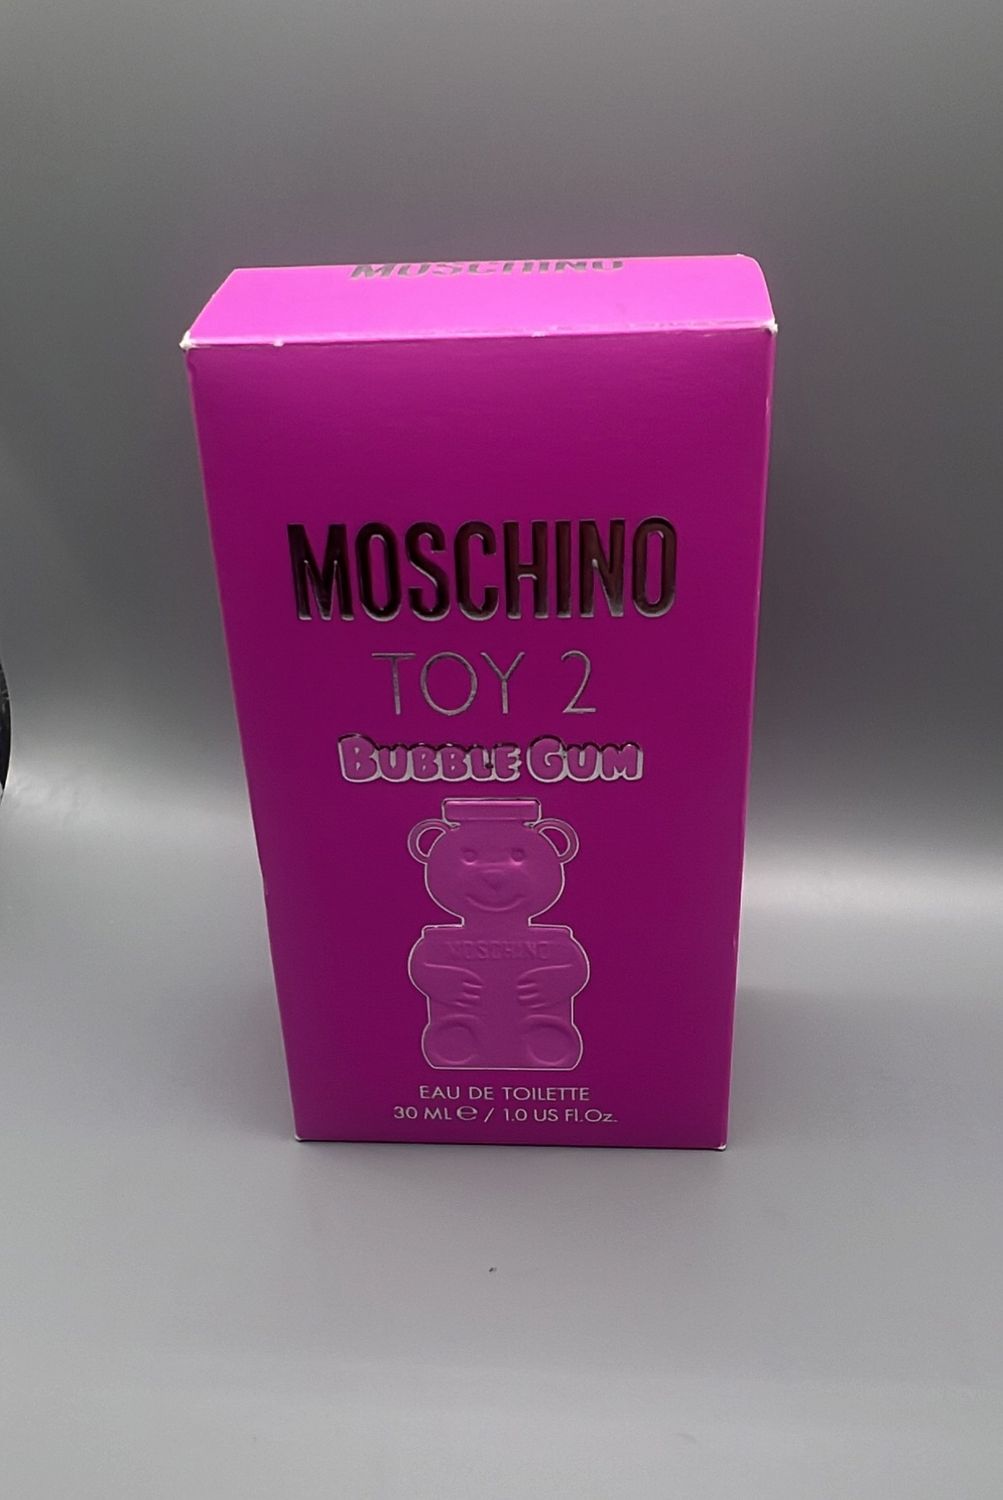 MOSCHINO
MOSCHINO
TOY 2
BUBBLE GUM
MOSCHINO
EAU DE TOILETTE
30 ML ℮ / 1.0 US Fl.Oz.